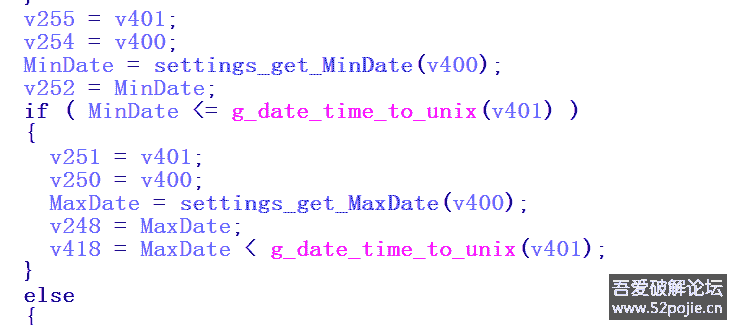 v255 = v401;
v254 = v400;
MinDate = settings_get_MinDate(v400);
v252 = MinDate;
if ( MinDate <= g_date_time_to_unix(v401) )
{
v251 = v401;
v250 = v400;
MaxDate = settings_get_MaxDate(v400);
v248 = MaxDate;
v418 = MaxDate < g_date_time_to_unix(v401);
}
else
{
吾爱破解论坛
www.52pojie.cn